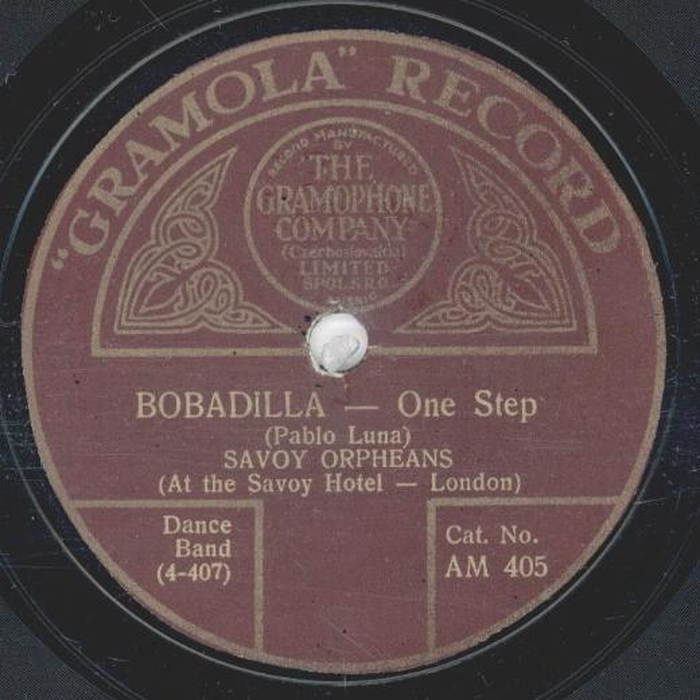 “GRAMOLA” RECORD
RECORD MANUFACTURED
BY
THE
GRAMOPHONE
COMPANY
(Czechoslovakia)
LIMITED
SPOL.S.R.O.
BOBADILLA — One Step
(Pablo Luna)
SAVOY ORPHEANS
(At the Savoy Hotel — London)
Dance
Band
(4-407)
Cat. No.
AM 405